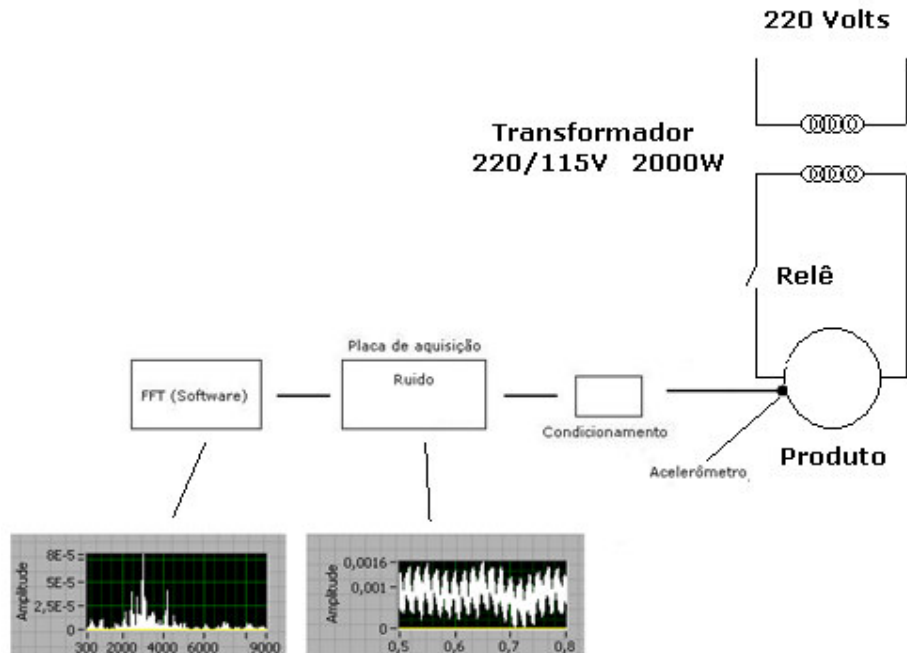 220 Volts
Transformador
220/115V 2000W
Relê
Placa de aquisição
Ruido
FFT (Software)
Condicionamento
Acelerômetro
Produto
Amplitude
8E-5
5E-5
2,5E-5
0
300 2000 4000 6000 9000
Amplitude
0,0016
0,001
0
0,5 0,6 0,7 0,8